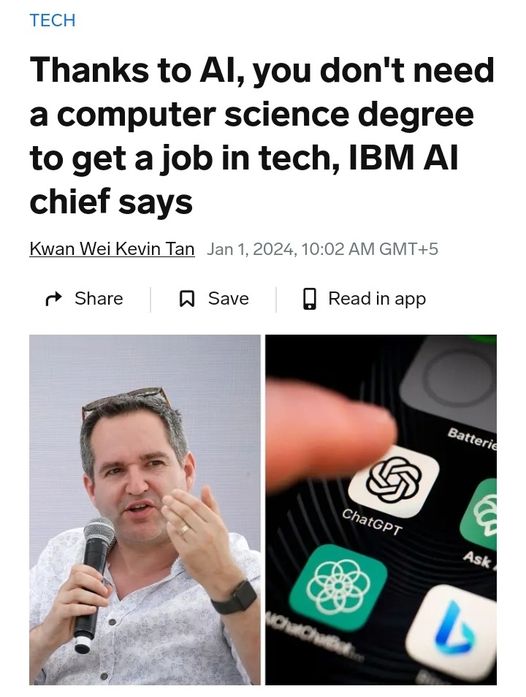 TECH
Thanks to AI, you don't need
a computer science degree
to get a job in tech, IBM AI
chief says
Kwan Wei Kevin Tan Jan 1, 2024, 10:02 AM GMT+5
Share Save Read in app
Batterie
ChatGPT
Ask